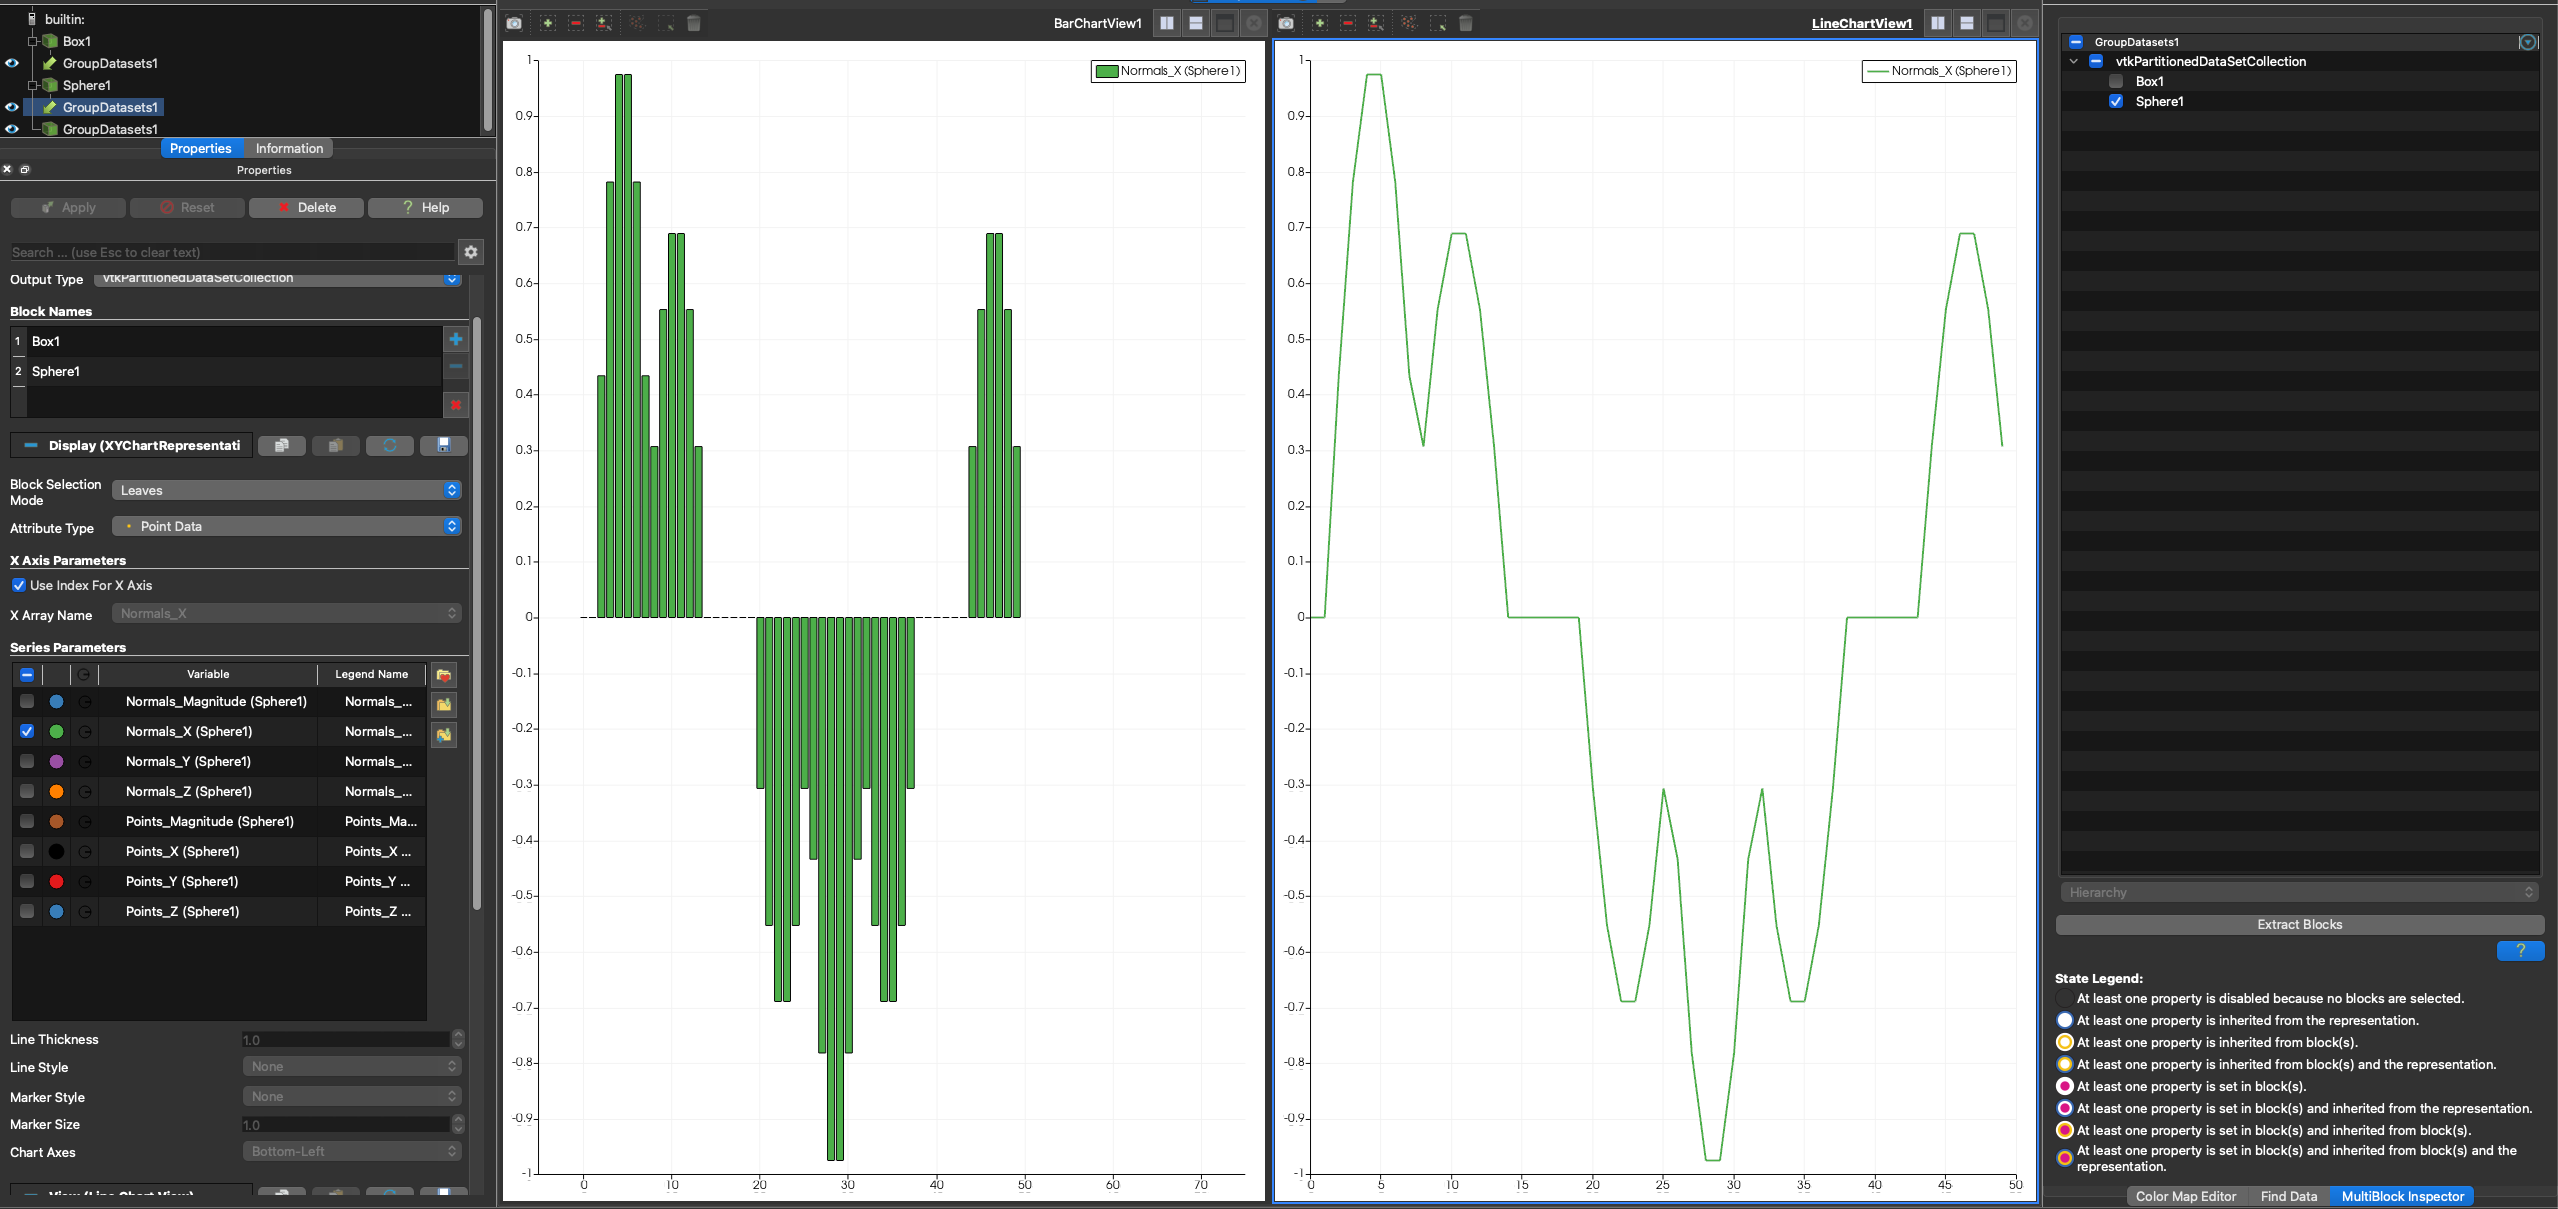 builtin:
Box1
GroupDatasets1
Sphere1
GroupDatasets1
GroupDatasets1
Properties
Information
Properties
Apply
Reset
Delete
? Help
Search ... (use Esc to clear text)
Output Type
vtkPartitionedDataSetCollection
Block Names
1 Box1
2 Sphere1
Display (XYChartRepresentati
Block Selection
Mode
Leaves
Attribute Type
Point Data
X Axis Parameters
Use Index For X Axis
X Array Name
Normals_X
Series Parameters
Variable Legend Name
Normals_Magnitude (Sphere1) Normals_...
Normals_X (Sphere1) Normals_...
Normals_Y (Sphere1) Normals_...
Normals_Z (Sphere1) Normals_...
Points_Magnitude (Sphere1) Points_Ma...
Points_X (Sphere1) Points_X ...
Points_Y (Sphere1) Points_Y ...
Points_Z (Sphere1) Points_Z ...
Line Thickness 1.0
Line Style None
Marker Style None
Marker Size 1.0
Chart Axes Bottom-Left
View (Line Chart View)
BarChartView1
Normals_X (Sphere1)
1
0.9
0.8
0.7
0.6
0.5
0.4
0.3
0.2
0.1
0
-0.1
-0.2
-0.3
-0.4
-0.5
-0.6
-0.7
-0.8
-0.9
-1
0 10 20 30 40 50 60 70
LineChartView1
Normals_X (Sphere1)
1
0.9
0.8
0.7
0.6
0.5
0.4
0.3
0.2
0.1
0
-0.1
-0.2
-0.3
-0.4
-0.5
-0.6
-0.7
-0.8
-0.9
-1
0 5 10 15 20 25 30 35 40 45 50
GroupDatasets1
vtkPartitionedDataSetCollection
Box1
Sphere1
Hierarchy
Extract Blocks
?
State Legend:
At least one property is disabled because no blocks are selected.
At least one property is inherited from the representation.
At least one property is inherited from block(s).
At least one property is inherited from block(s) and the representation.
At least one property is set in block(s).
At least one property is set in block(s) and inherited from the representation.
At least one property is set in block(s) and inherited from block(s).
At least one property is set in block(s) and inherited from block(s) and the
representation.
Color Map Editor
Find Data
MultiBlock Inspector